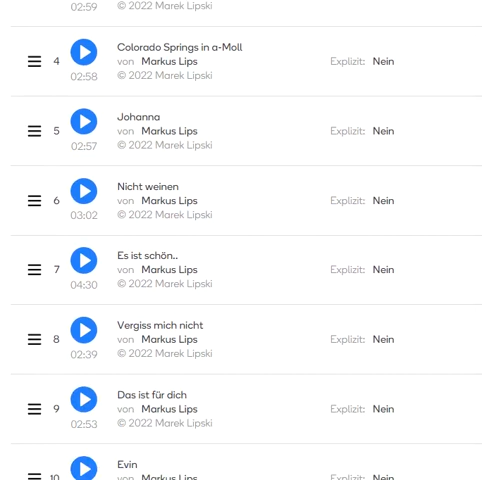 02:59
© 2022 Marek Lipski
Colorado Springs in a-Moll
4 von Markus Lips Explizit: Nein
02:58 © 2022 Marek Lipski
Johanna
5 von Markus Lips Explizit: Nein
02:57 © 2022 Marek Lipski
Nicht weinen
6 von Markus Lips Explizit: Nein
03:02 © 2022 Marek Lipski
Es ist schön..
7 von Markus Lips Explizit: Nein
04:30 © 2022 Marek Lipski
Vergiss mich nicht
8 von Markus Lips Explizit: Nein
02:39 © 2022 Marek Lipski
Das ist für dich
9 von Markus Lips Explizit: Nein
02:53 © 2022 Marek Lipski
Evin
10 von Markus Lips Explizit: Nein